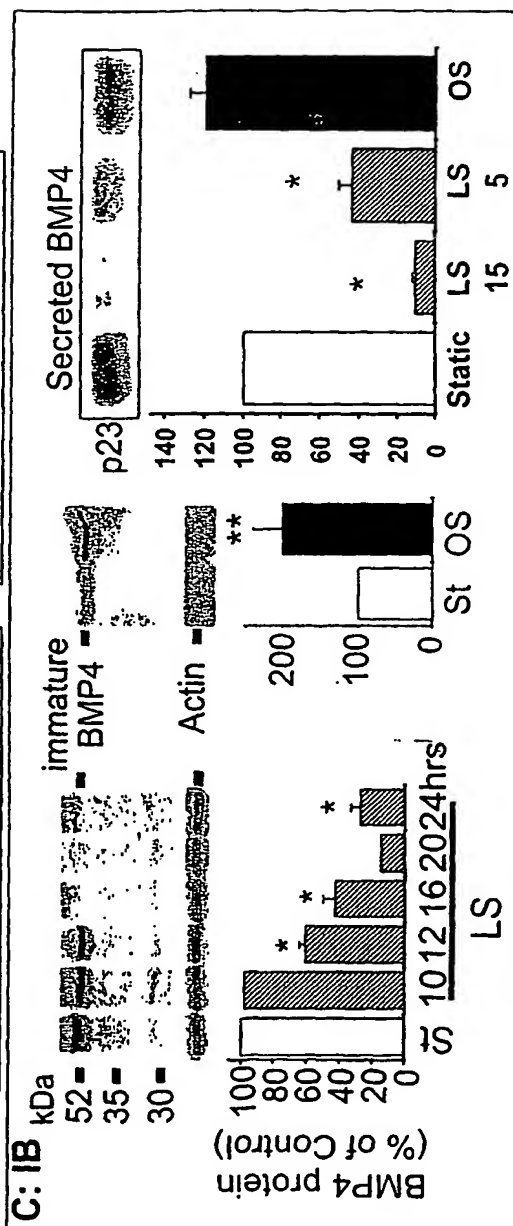 C: IB
kDa
52
35
30
immature
BMP4
Actin
Secreted BMP4
p23
BMP4 protein
(% of Control)
100
80
60
40
20
0
*
*
*
St
10 12 16 20 24hrs
LS
200
100
0
**
St
OS
140
120
100
80
60
40
20
0
*
*
Static
LS
15
LS
5
OS